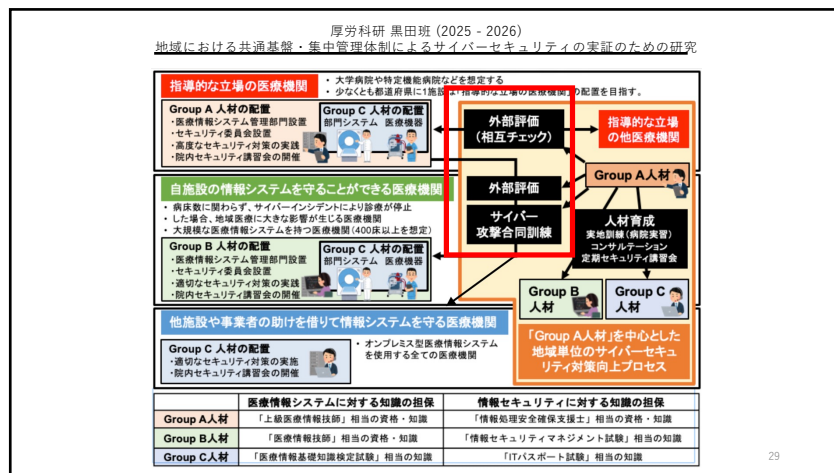 厚労科研 黒田班 (2025 - 2026)
地域における共通基盤・集中管理体制によるサイバーセキュリティの実証のための研究
指導的な立場の医療機関
・ 大学病院や特定機能病院などを想定する
・ 少なくとも都道府県に1施設は「指導的な立場の医療機関」の配置を目指す。
Group A 人材の配置
・医療情報システム管理部門設置
・セキュリティ委員会設置
・高度なセキュリティ対策の実践
・院内セキュリティ講習会の開催
Group C 人材の配置
部門システム 医療機器
外部評価
(相互チェック)
指導的な立場
の他医療機関
Group A人材
自施設の情報システムを守ることができる医療機関
・ 病床数に関わらず、サイバーインシデントにより診療が停止
・ した場合、地域医療に大きな影響が生じる医療機関
・ 大規模な医療情報システムを持つ医療機関(400床以上を想定)
外部評価
サイバー
攻撃合同訓練
人材育成
実地訓練(病院実習)
コンサルテーション
定期セキュリティ講習会
Group B 人材の配置
・医療情報システム管理部門設置
・セキュリティ委員会設置
・適切なセキュリティ対策の実践
・院内セキュリティ講習会の開催
Group C 人材の配置
部門システム 医療機器
Group B
人材
Group C
人材
他施設や事業者の助けを借りて情報システムを守る医療機関
Group C 人材の配置
・適切なセキュリティ対策の実施
・院内セキュリティ講習会の開催
・ オンプレミス型医療情報システム
を使用する全ての医療機関
「Group A人材」を中心とした
地域単位のサイバーセキュ
リティ対策向上プロセス
医療情報システムに対する知識の担保 情報セキュリティに対する知識の担保
Group A人材 「上級医療情報技師」相当の資格・知識 「情報処理安全確保支援士」相当の資格・知識
Group B人材 「医療情報技師」相当の資格・知識 「情報セキュリティマネジメント試験」相当の知識
Group C人材 「医療情報基礎知識検定試験」相当の知識 「ITパスポート試験」相当の知識
29